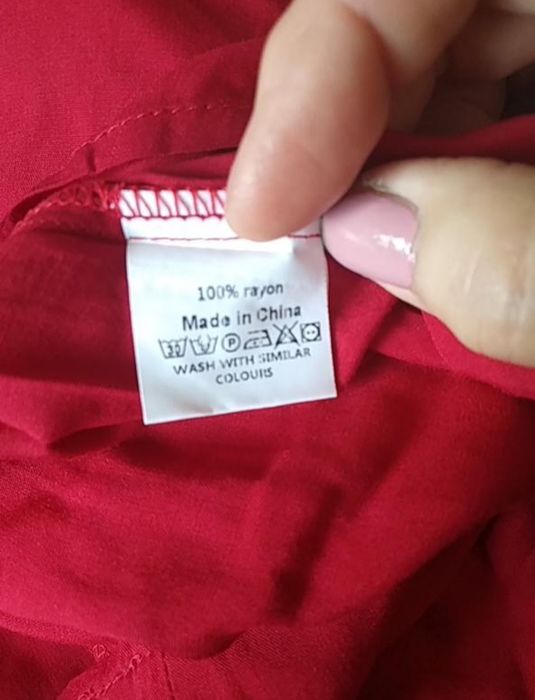 100% rayon
Made in China
P
WASH WITH SIMILAR
COLOURS